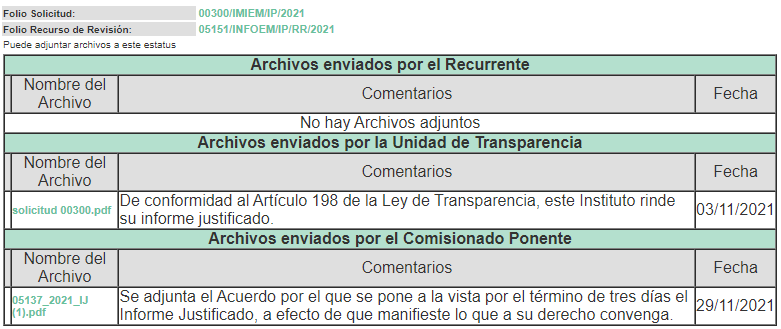 Folio Solicitud: 00300/IMIEM/IP/2021
Folio Recurso de Revisión: 05151/INFOEM/IP/RR/2021
Puede adjuntar archivos a este estatus
Archivos enviados por el Recurrente
Nombre del Archivo Comentarios Fecha
No hay Archivos adjuntos
Archivos enviados por la Unidad de Transparencia
Nombre del Archivo Comentarios Fecha
solicitud 00300.pdf De conformidad al Artículo 198 de la Ley de Transparencia, este Instituto rinde
su informe justificado. 03/11/2021
Archivos enviados por el Comisionado Ponente
Nombre del Archivo Comentarios Fecha
05137_2021_IJ (1).pdf Se adjunta el Acuerdo por el que se pone a la vista por el término de tres días el
Informe Justificado, a efecto de que manifieste lo que a su derecho convenga. 29/11/2021